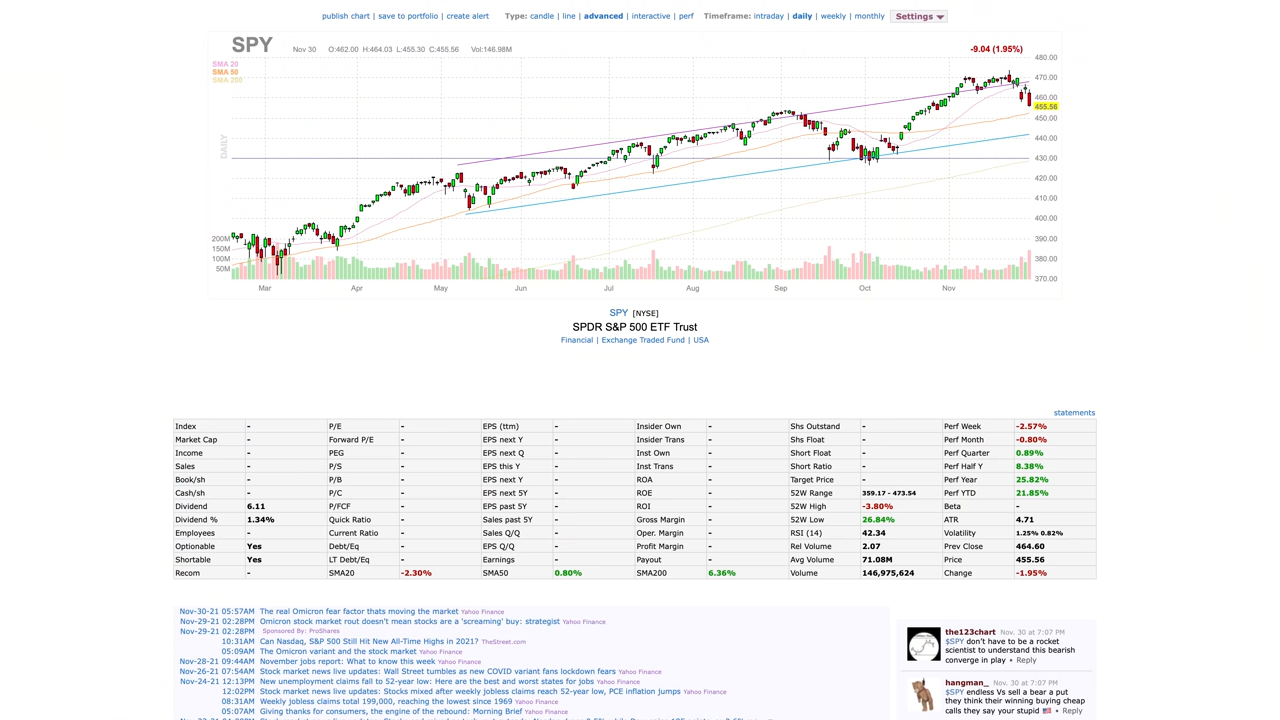 publish chart | save to portfolio | create alert Type: candle | line | advanced | interactive | perf Timeframe: intraday | daily | weekly | monthly Settings
SPY Nov 30 O:462.00 H:464.03 L:455.30 C:455.56 Vol:146.98M -9.04 (1.95%)
SMA 20
SMA 50
SMA 200
DAILY
480.00
470.00
460.00
455.56
450.00
440.00
430.00
420.00
410.00
400.00
390.00
380.00
370.00
200M
150M
100M
50M
Mar Apr May Jun Jul Aug Sep Oct Nov
SPY [NYSE]
SPDR S&P 500 ETF Trust
Financial | Exchange Traded Fund | USA
statements
Index - P/E - EPS (ttm) - Insider Own - Shs Outstand - Perf Week -2.57%
Market Cap - Forward P/E - EPS next Y - Insider Trans - Shs Float - Perf Month -0.80%
Income - PEG - EPS next Q - Inst Own - Short Float - Perf Quarter 0.89%
Sales - P/S - EPS this Y - Inst Trans - Short Ratio - Perf Half Y 8.38%
Book/sh - P/B - EPS next Y - ROA - Target Price - Perf Year 25.82%
Cash/sh - P/C - EPS next 5Y - ROE - 52W Range 359.17 - 473.54 Perf YTD 21.85%
Dividend 6.11 P/FCF - EPS past 5Y - ROI - 52W High -3.80% Beta -
Dividend % 1.34% Quick Ratio - Sales past 5Y - Gross Margin - 52W Low 26.84% ATR 4.71
Employees - Current Ratio - Sales Q/Q - Oper. Margin - RSI (14) 42.34 Volatility 1.25% 0.82%
Optionable Yes Debt/Eq - EPS Q/Q - Profit Margin - Rel Volume 2.07 Prev Close 464.60
Shortable Yes LT Debt/Eq - Earnings - Payout - Avg Volume 71.08M Price 455.56
Recom - SMA20 -2.30% SMA50 0.80% SMA200 6.36% Volume 146,975,624 Change -1.95%
Nov-30-21 05:57AM The real Omicron fear factor thats moving the market Yahoo Finance
Nov-29-21 02:28PM Omicron stock market rout doesn't mean stocks are a 'screaming' buy: strategist Yahoo Finance
Nov-29-21 02:28PM Sponsored By: ProShares
10:31AM Can Nasdaq, S&P 500 Still Hit New All-Time Highs in 2021? TheStreet.com
05:09AM The Omicron variant and the stock market Yahoo Finance
Nov-28-21 09:44AM November jobs report: What to know this week Yahoo Finance
Nov-26-21 07:54AM Stock market news live updates: Wall Street tumbles as new COVID variant fans lockdown fears Yahoo Finance
Nov-24-21 12:13PM New unemployment claims fall to 52-year low: Here are the best and worst states for jobs Yahoo Finance
12:02PM Stock market news live updates: Stocks mixed after weekly jobless claims reach 52-year low, PCE inflation jumps Yahoo Finance
08:31AM Weekly jobless claims total 199,000, reaching the lowest since 1969 Yahoo Finance
05:07AM Giving thanks for consumers, the engine of the rebound: Morning Brief Yahoo Finance
the123chart Nov. 30 at 7:07 PM
$SPY don't have to be a rocket
scientist to understand this bearish
converge in play • Reply
hangman_ Nov. 30 at 7:07 PM
$SPY endless Vs sell a bear a put
they think their winning buying cheap
calls they say your stupid 🇺🇸 • Reply